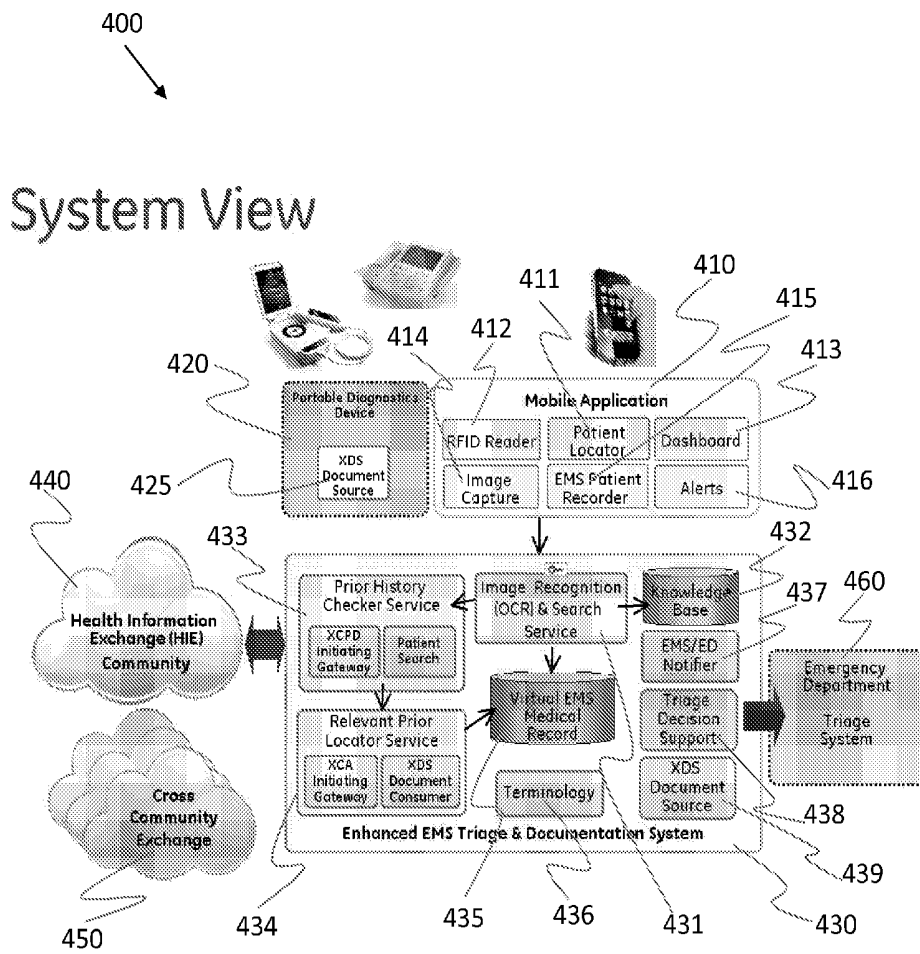 400
System View
410
411
415
412
414
413
420
Portable Diagnostics
Device
Mobile Application
RFID Reader
Patient
Locator
Dashboard
XDS
Document
Source
Image
Capture
EMS Patient
Recorder
Alerts
425
416
440
433
432
Prior History
Checker Service
Image Recognition
(OCR) & Search
Service
Knowledge
Base
437
460
Health Information
Exchange (HIE)
Community
XCPD
Initiating
Gateway
Patient
Search
EMS/ED
Notifier
Emergency
Department
Triage
System
Virtual EMS
Medical
Record
Triage
Decision
Support
Relevant Prior
Locator Service
XCA
Initiating
Gateway
XDS
Document
Consumer
Terminology
XDS
Document
Source
Cross
Community
Exchange
Enhanced EMS Triage & Documentation System
438
439
450
434
435
436
431
430